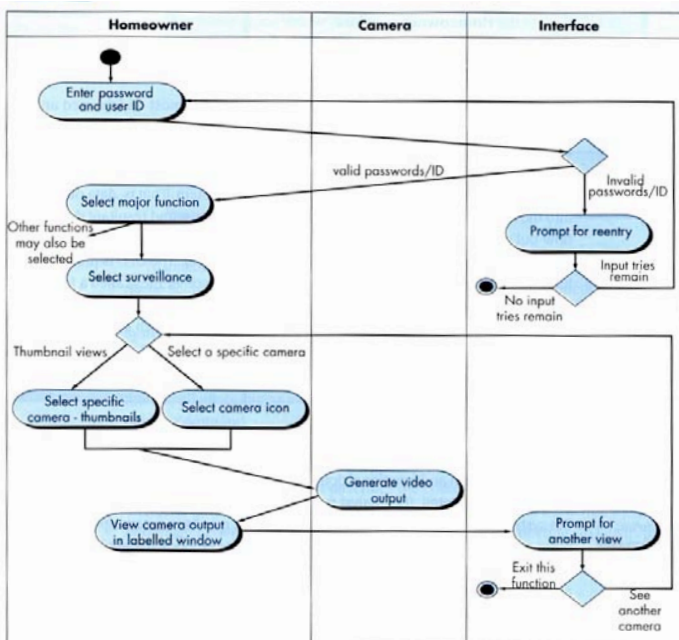 Homeowner
Camera
Interface
Enter password
and user ID
valid passwords/ID
Invalid
passwords/ID
Select major function
Prompt for reentry
Other functions
may also be
selected
Input tries
remain
Select surveillance
No input
tries remain
Thumbnail views
Select a specific camera
Select specific
camera - thumbnails
Select camera icon
Generate video
output
View camera output
in labelled window
Prompt for
another view
Exit this
function
See
another
camera